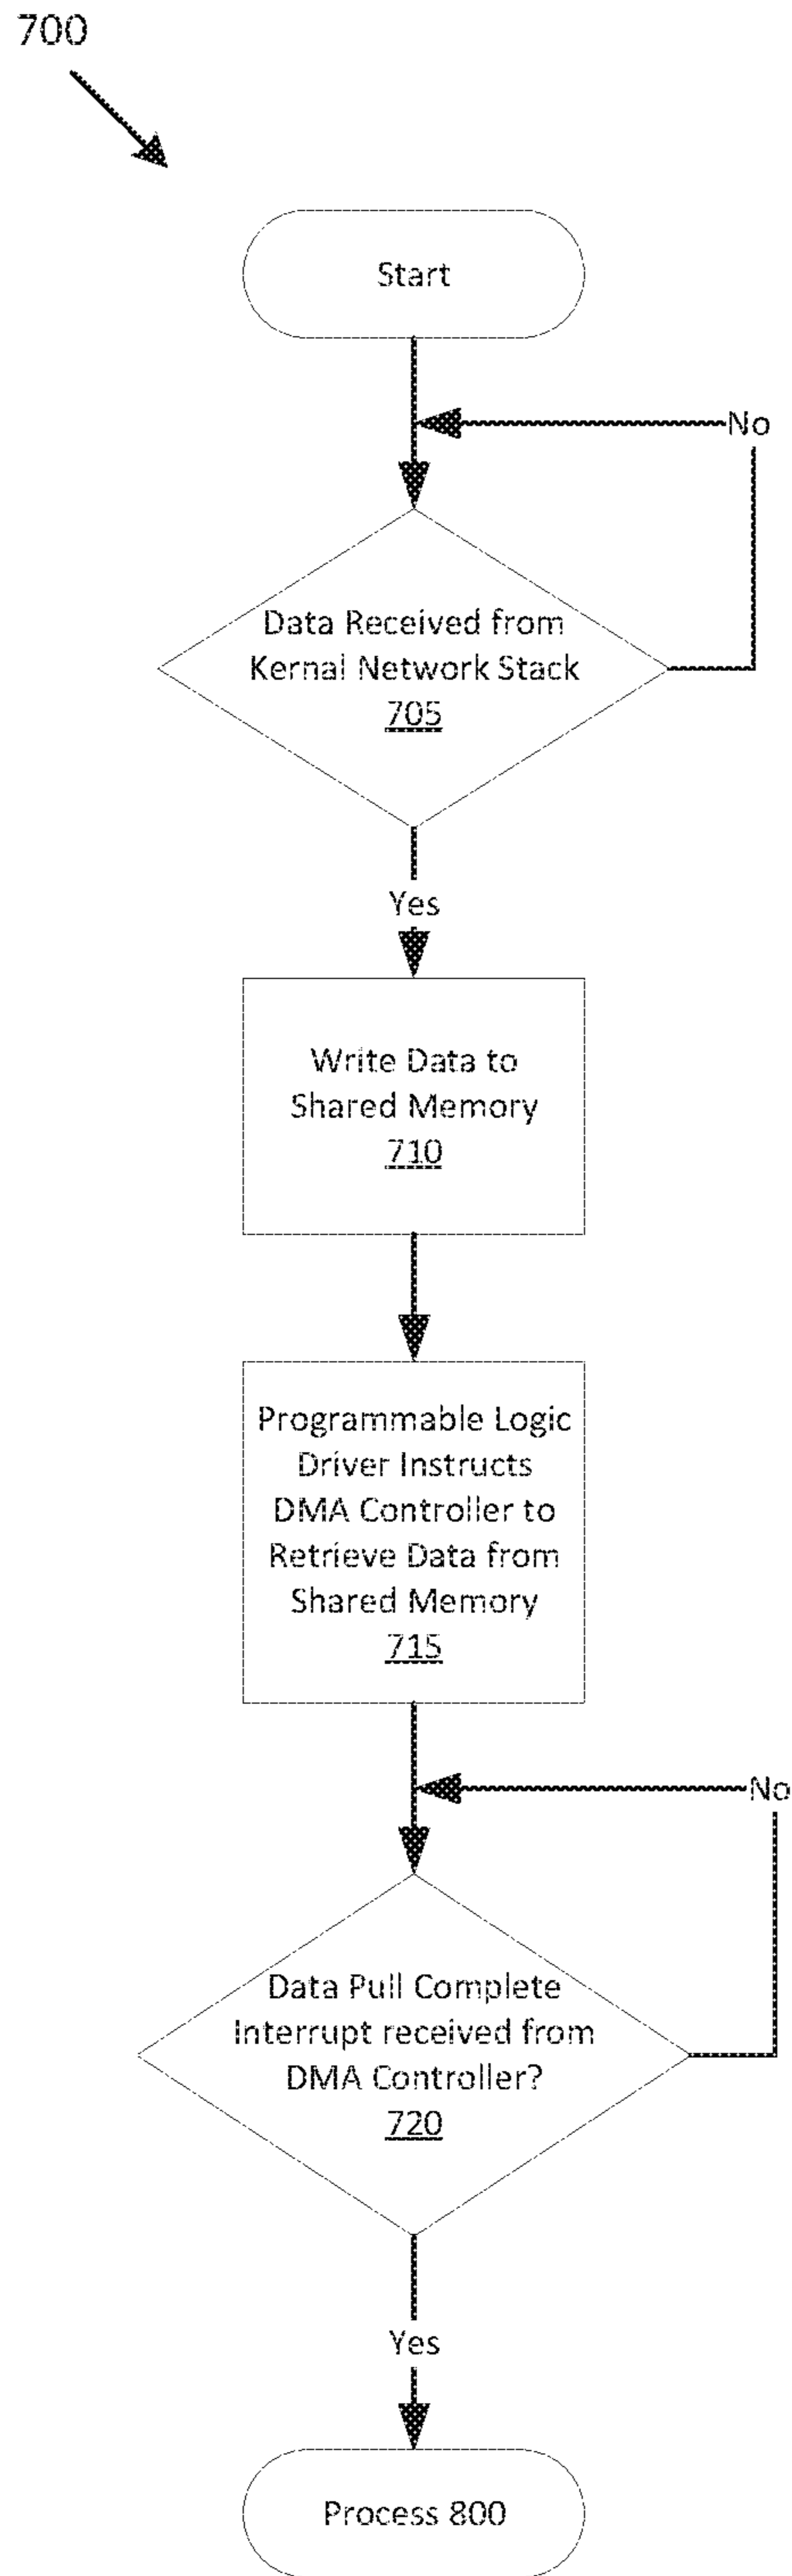 700
Start
No
Data Received from
Kernal Network Stack
705
Yes
Write Data to
Shared Memory
710
Programmable Logic
Driver Instructs
DMA Controller to
Retrieve Data from
Shared Memory
715
No
Data Pull Complete
Interrupt received from
DMA Controller?
720
Yes
Process 800